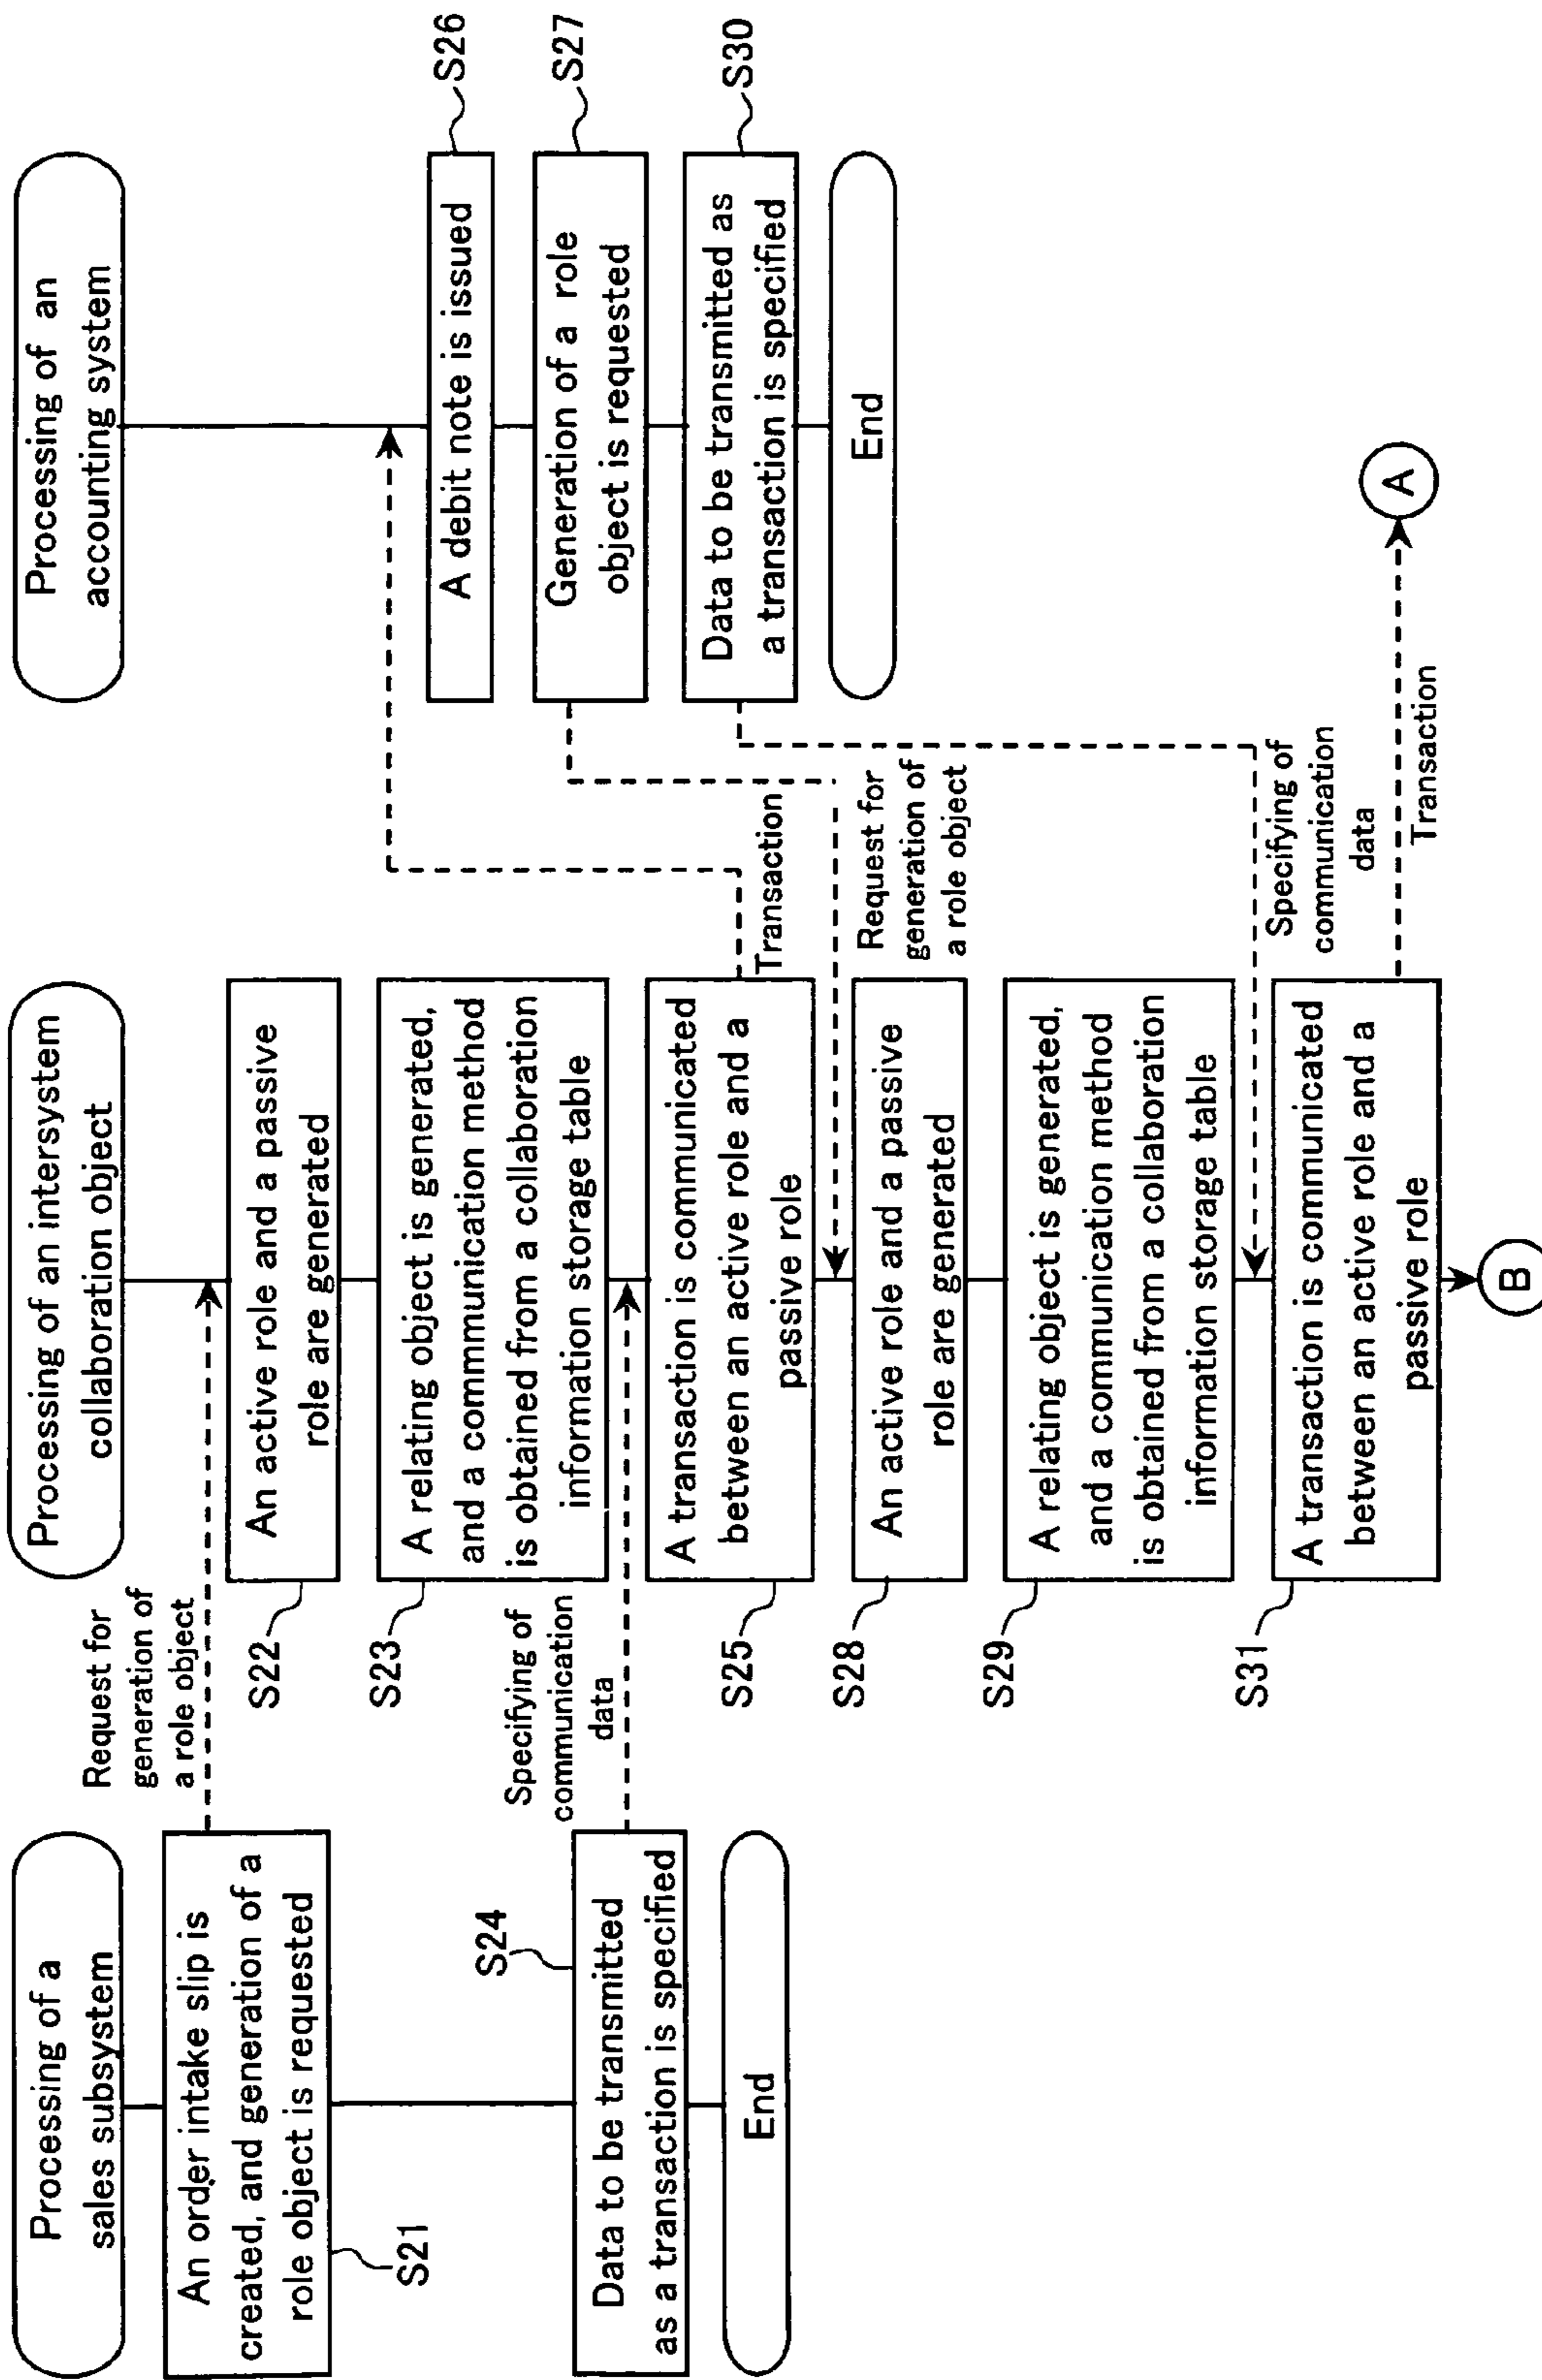 Processing of a
sales subsystem
An order intake slip is
created, and generation of a
role object is requested
S21
S24
Data to be transmitted
as a transaction is specified
End
Request for
generation of
a role object
Specifying of
communication
data
Processing of an intersystem
collaboration object
S22
An active role and a passive
role are generated
S23
A relating object is generated,
and a communication method
is obtained from a collaboration
information storage table
S25
A transaction is communicated
between an active role and a
passive role
S28
An active role and a passive
role are generated
S29
A relating object is generated,
and a communication method
is obtained from a collaboration
information storage table
S31
A transaction is communicated
between an active role and a
passive role
B
Transaction
Request for
generation of
a role object
Specifying of
communication
data
Transaction
A
Processing of an
accounting system
A debit note is issued
S26
Generation of a role
object is requested
S27
Data to be transmitted as
a transaction is specified
S30
End